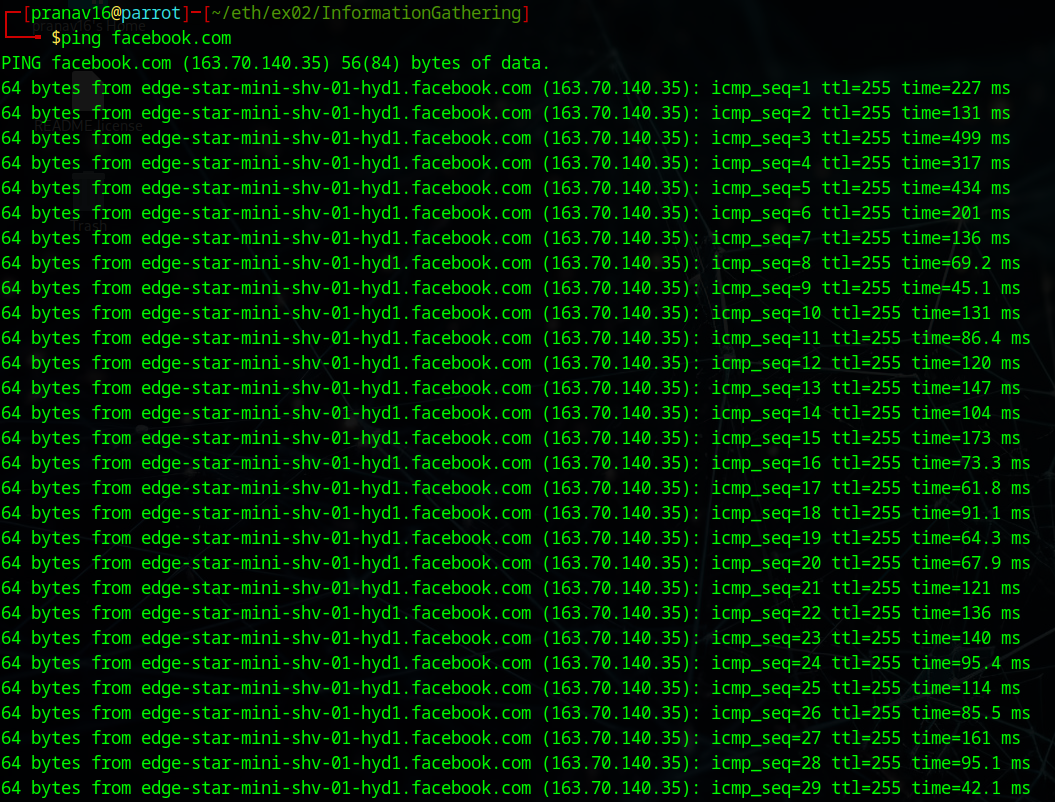 ┌─[pranav16@parrot]─[~/eth/ex02/InformationGathering]
└──╼ $ping facebook.com
PING facebook.com (163.70.140.35) 56(84) bytes of data.
64 bytes from edge-star-mini-shv-01-hyd1.facebook.com (163.70.140.35): icmp_seq=1 ttl=255 time=227 ms
64 bytes from edge-star-mini-shv-01-hyd1.facebook.com (163.70.140.35): icmp_seq=2 ttl=255 time=131 ms
64 bytes from edge-star-mini-shv-01-hyd1.facebook.com (163.70.140.35): icmp_seq=3 ttl=255 time=499 ms
64 bytes from edge-star-mini-shv-01-hyd1.facebook.com (163.70.140.35): icmp_seq=4 ttl=255 time=317 ms
64 bytes from edge-star-mini-shv-01-hyd1.facebook.com (163.70.140.35): icmp_seq=5 ttl=255 time=434 ms
64 bytes from edge-star-mini-shv-01-hyd1.facebook.com (163.70.140.35): icmp_seq=6 ttl=255 time=201 ms
64 bytes from edge-star-mini-shv-01-hyd1.facebook.com (163.70.140.35): icmp_seq=7 ttl=255 time=136 ms
64 bytes from edge-star-mini-shv-01-hyd1.facebook.com (163.70.140.35): icmp_seq=8 ttl=255 time=69.2 ms
64 bytes from edge-star-mini-shv-01-hyd1.facebook.com (163.70.140.35): icmp_seq=9 ttl=255 time=45.1 ms
64 bytes from edge-star-mini-shv-01-hyd1.facebook.com (163.70.140.35): icmp_seq=10 ttl=255 time=131 ms
64 bytes from edge-star-mini-shv-01-hyd1.facebook.com (163.70.140.35): icmp_seq=11 ttl=255 time=86.4 ms
64 bytes from edge-star-mini-shv-01-hyd1.facebook.com (163.70.140.35): icmp_seq=12 ttl=255 time=120 ms
64 bytes from edge-star-mini-shv-01-hyd1.facebook.com (163.70.140.35): icmp_seq=13 ttl=255 time=147 ms
64 bytes from edge-star-mini-shv-01-hyd1.facebook.com (163.70.140.35): icmp_seq=14 ttl=255 time=104 ms
64 bytes from edge-star-mini-shv-01-hyd1.facebook.com (163.70.140.35): icmp_seq=15 ttl=255 time=173 ms
64 bytes from edge-star-mini-shv-01-hyd1.facebook.com (163.70.140.35): icmp_seq=16 ttl=255 time=73.3 ms
64 bytes from edge-star-mini-shv-01-hyd1.facebook.com (163.70.140.35): icmp_seq=17 ttl=255 time=61.8 ms
64 bytes from edge-star-mini-shv-01-hyd1.facebook.com (163.70.140.35): icmp_seq=18 ttl=255 time=91.1 ms
64 bytes from edge-star-mini-shv-01-hyd1.facebook.com (163.70.140.35): icmp_seq=19 ttl=255 time=64.3 ms
64 bytes from edge-star-mini-shv-01-hyd1.facebook.com (163.70.140.35): icmp_seq=20 ttl=255 time=67.9 ms
64 bytes from edge-star-mini-shv-01-hyd1.facebook.com (163.70.140.35): icmp_seq=21 ttl=255 time=121 ms
64 bytes from edge-star-mini-shv-01-hyd1.facebook.com (163.70.140.35): icmp_seq=22 ttl=255 time=136 ms
64 bytes from edge-star-mini-shv-01-hyd1.facebook.com (163.70.140.35): icmp_seq=23 ttl=255 time=140 ms
64 bytes from edge-star-mini-shv-01-hyd1.facebook.com (163.70.140.35): icmp_seq=24 ttl=255 time=95.4 ms
64 bytes from edge-star-mini-shv-01-hyd1.facebook.com (163.70.140.35): icmp_seq=25 ttl=255 time=114 ms
64 bytes from edge-star-mini-shv-01-hyd1.facebook.com (163.70.140.35): icmp_seq=26 ttl=255 time=85.5 ms
64 bytes from edge-star-mini-shv-01-hyd1.facebook.com (163.70.140.35): icmp_seq=27 ttl=255 time=161 ms
64 bytes from edge-star-mini-shv-01-hyd1.facebook.com (163.70.140.35): icmp_seq=28 ttl=255 time=95.1 ms
64 bytes from edge-star-mini-shv-01-hyd1.facebook.com (163.70.140.35): icmp_seq=29 ttl=255 time=42.1 ms